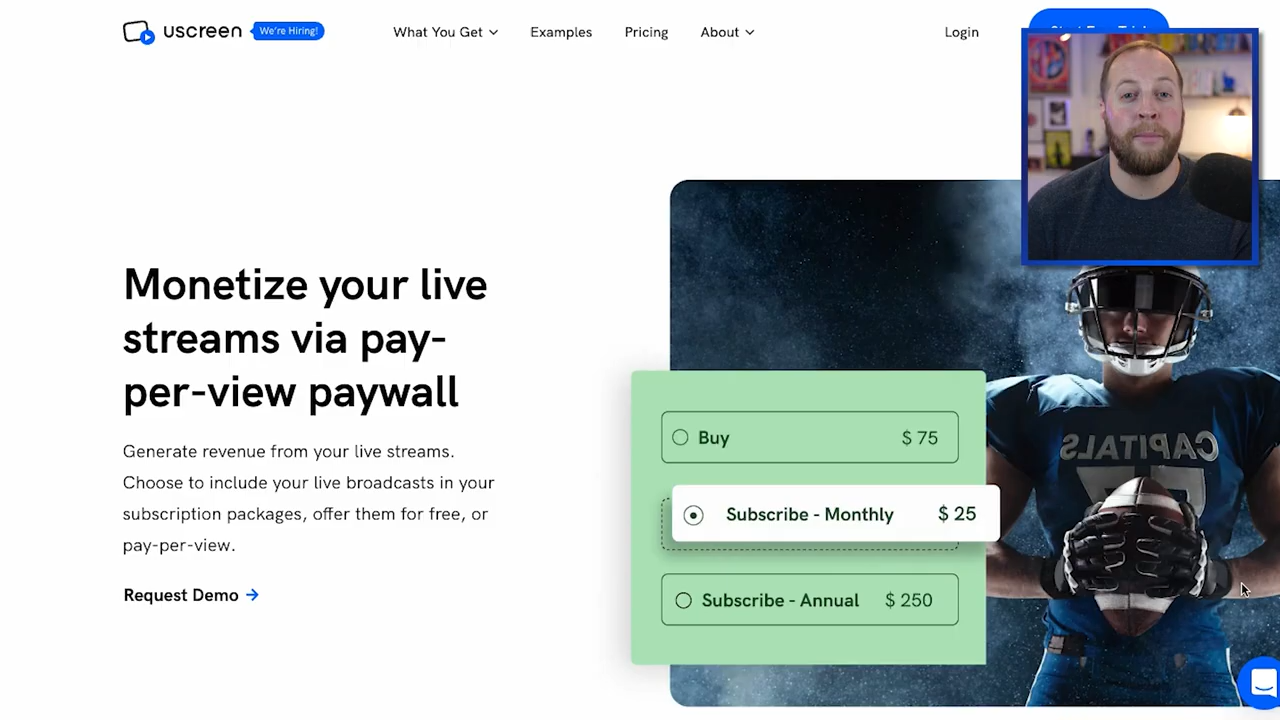 uscreen
We're Hiring!
What You Get
Examples
Pricing
About
Login
Monetize your live
streams via pay-
per-view paywall
Generate revenue from your live streams.
Choose to include your live broadcasts in your
subscription packages, offer them for free, or
pay-per-view.
Request Demo
Buy $ 75
Subscribe - Monthly $ 25
Subscribe - Annual $ 250
CAPITALS